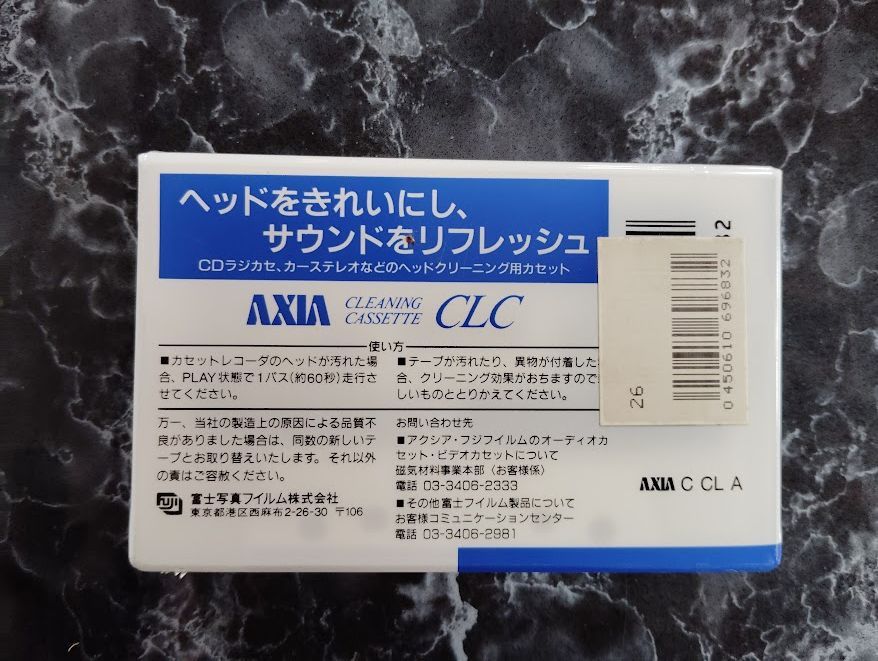 ヘッドをきれいにし、
サウンドをリフレッシュ
CDラジカセ、カーステレオなどのヘッドクリーニング用カセット
AXIA CLEANING CASSETTE CLC
使い方
■カセットレコーダのヘッドが汚れた場
合、PLAY状態で1パス(約60秒)走行さ
せてください。
■テープが汚れたり、異物が付着した
合、クリーニング効果がおちますので
しいものととりかえてください。
万一、当社の製造上の原因による品質不
良がありました場合は、同数の新しいテ
ープとお取り替えいたします。それ以外
の責はご容赦ください。
FUJI 富士写真フイルム株式会社
東京都港区西麻布2-26-30 〒106
お問い合わせ先
■アクシア・フジフイルムのオーディオカ
セット・ビデオカセットについて
磁気材料事業本部(お客様係)
電話 03-3406-2333
■その他富士フイルム製品について
お客様コミュニケーションセンター
電話 03-3406-2981
32
26
0450610 696832
AXIA C CL A